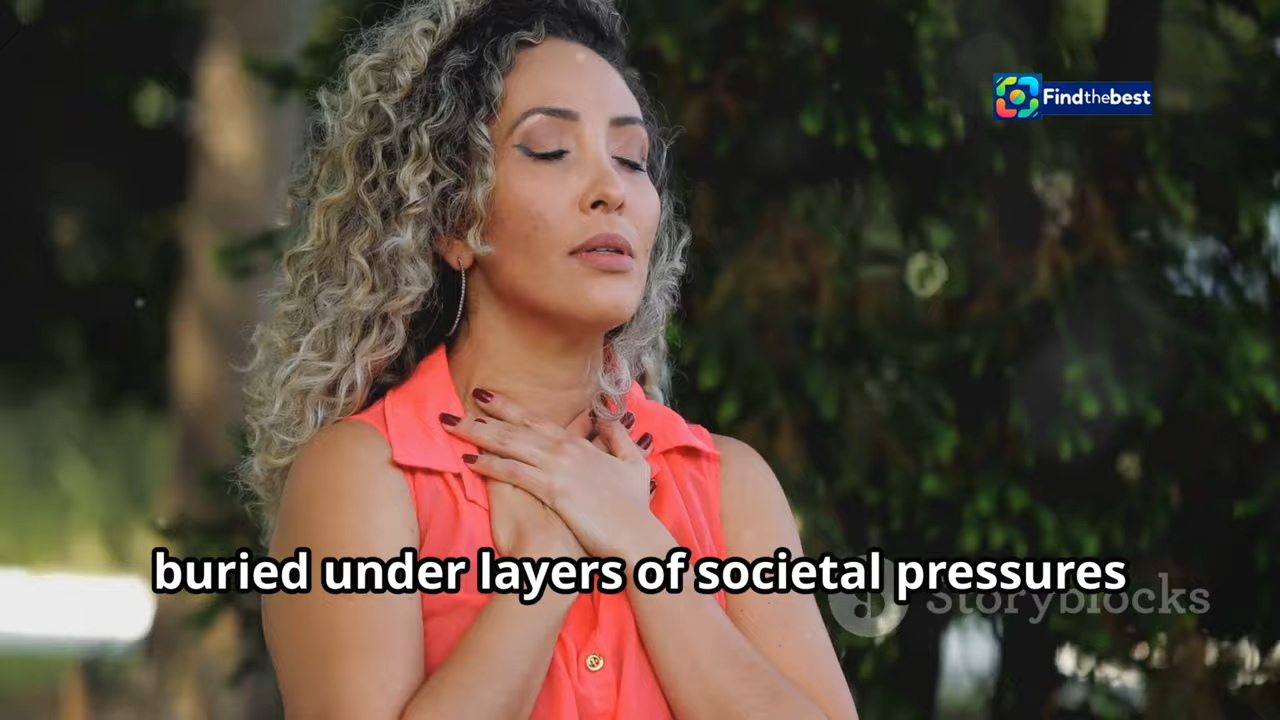 Findthebest
buried under layers of societal pressures
Storyblocks